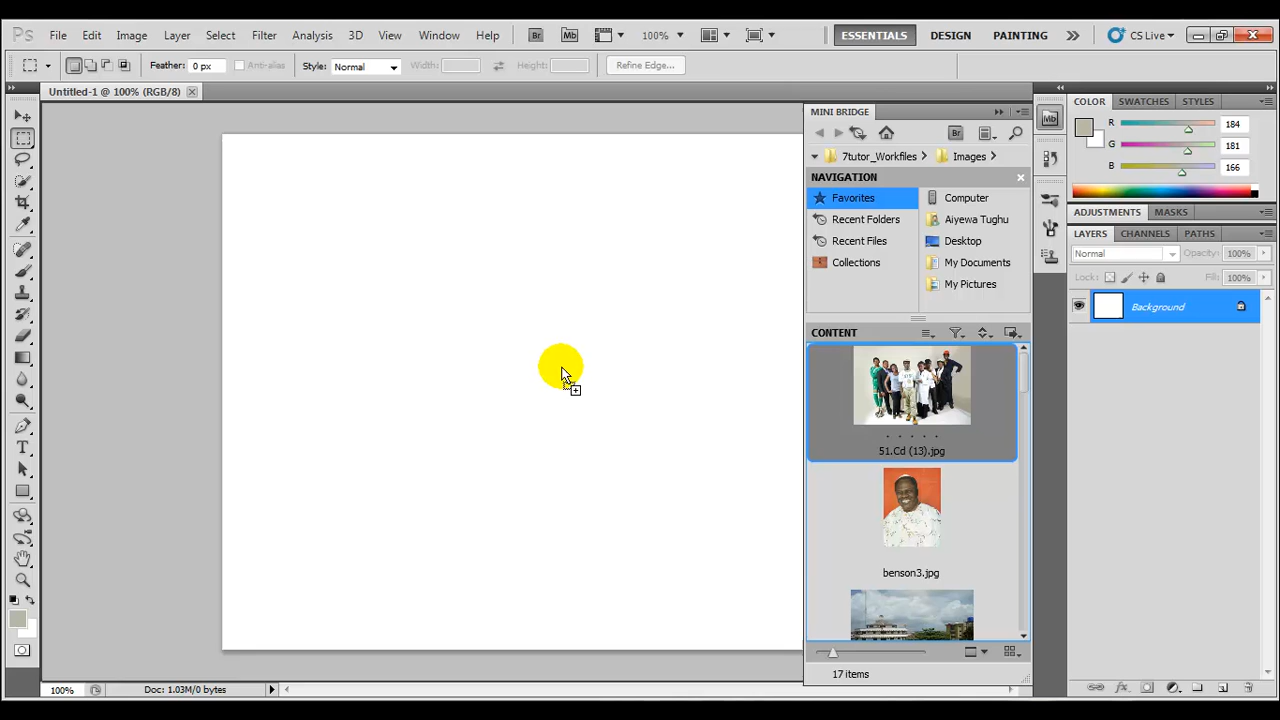 Ps File Edit Image Layer Select Filter Analysis 3D View Window Help Br Mb 100% ESSENTIALS DESIGN PAINTING CS Live
Feather: 0 px Anti-alias Style: Normal Width: Height: Refine Edge...
Untitled-1 @ 100% (RGB/8)
MINI BRIDGE
Br
7tutor_Workfiles Images
NAVIGATION
Favorites Computer
Recent Folders Aiyewa Tughu
Recent Files Desktop
Collections My Documents
My Pictures
CONTENT
51.Cd (13).jpg
benson3.jpg
17 items
Mb
COLOR SWATCHES STYLES
R 184
G 181
B 166
ADJUSTMENTS MASKS
LAYERS CHANNELS PATHS
Normal Opacity: 100%
Lock: Fill: 100%
Background
100% Doc: 1.03M/0 bytes